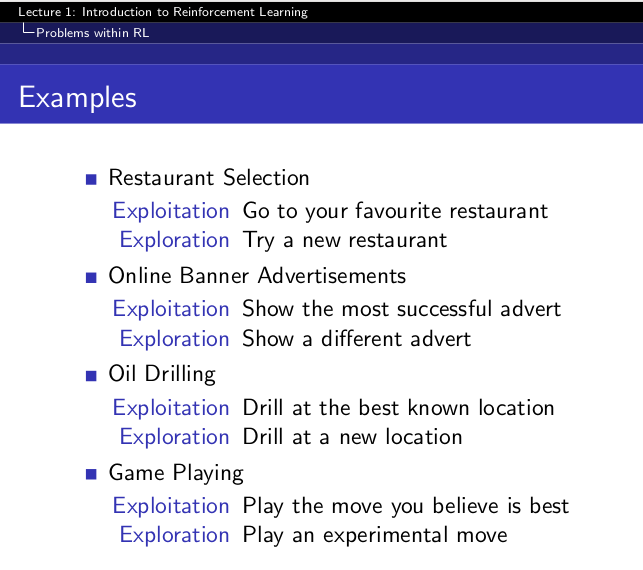 Lecture 1: Introduction to Reinforcement Learning
Problems within RL
Examples
Restaurant Selection
Exploitation Go to your favourite restaurant
Exploration Try a new restaurant
Online Banner Advertisements
Exploitation Show the most successful advert
Exploration Show a different advert
Oil Drilling
Exploitation Drill at the best known location
Exploration Drill at a new location
Game Playing
Exploitation Play the move you believe is best
Exploration Play an experimental move